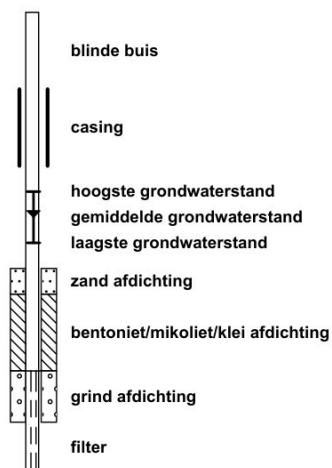 blinde buis
casing
hoogste grondwaterstand
gemiddelde grondwaterstand
laagste grondwaterstand
zand afdichting
bentoniet/mikoliet/klei afdichting
grind afdichting
filter